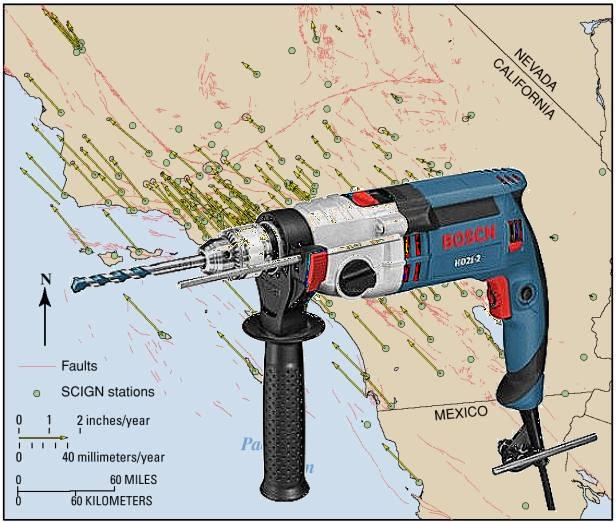 NEVADA
CALIFORNIA
BOSCH
HD21-2
N
Faults
SCIGN stations
0 1 2 inches/year
0 40 millimeters/year
0 60 MILES
0 60 KILOMETERS
MEXICO